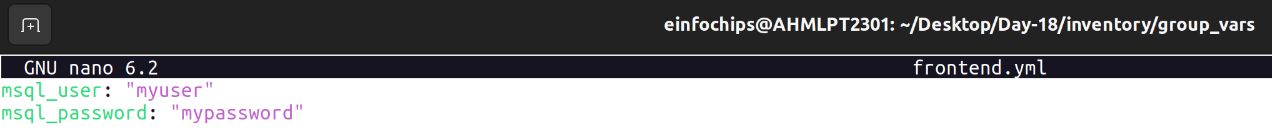 einfochips@AHMLPT2301: ~/Desktop/Day-18/inventory/group_vars
GNU nano 6.2 frontend.yml
msql_user: "myuser"
msql_password: "mypassword"